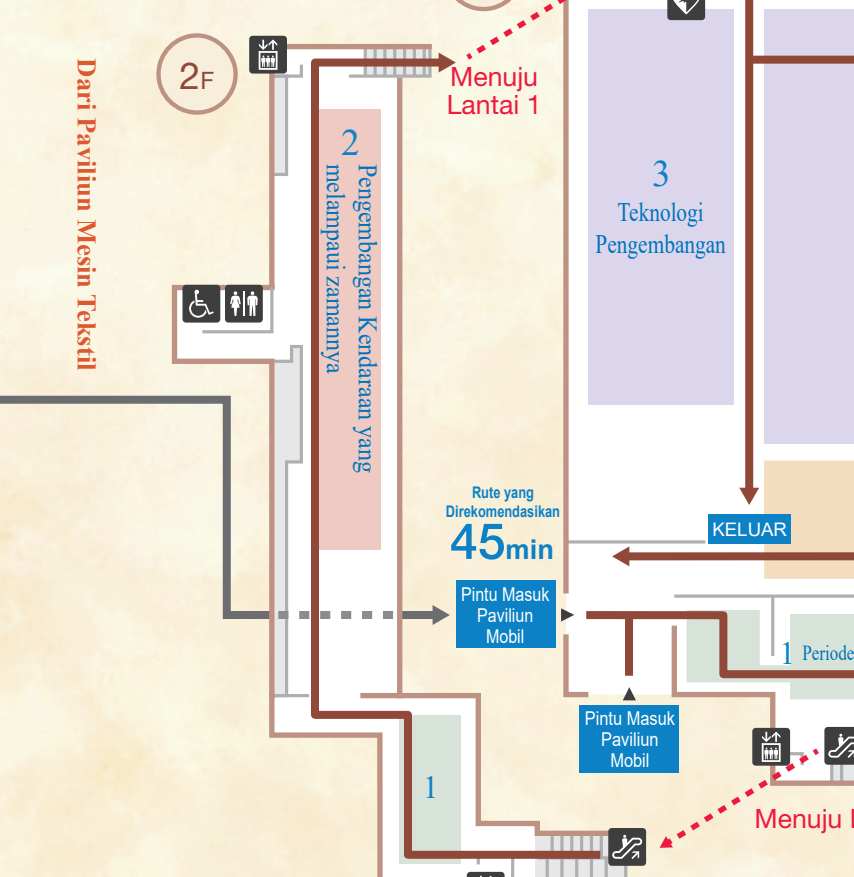 2F
Dari Paviliun Mesin Tekstil
Menuju
Lantai 1
2
Pengembangan Kendaraan yang
melampaui zamannya
3
Teknologi
Pengembangan
Rute yang
Direkomendasikan
45min
KELUAR
Pintu Masuk
Paviliun
Mobil
1 Periode
Pintu Masuk
Paviliun
Mobil
1
Menuju